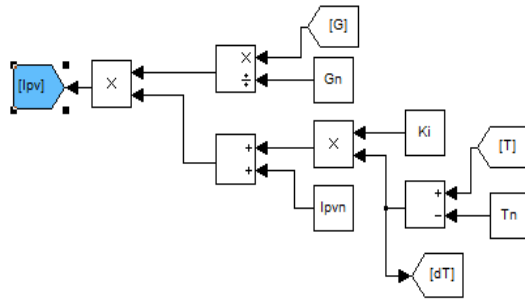 [G]
[Ipv]
X
X
÷
Gn
Ki
+
+
X
[T]
+
−
Tn
Ipvn
[dT]